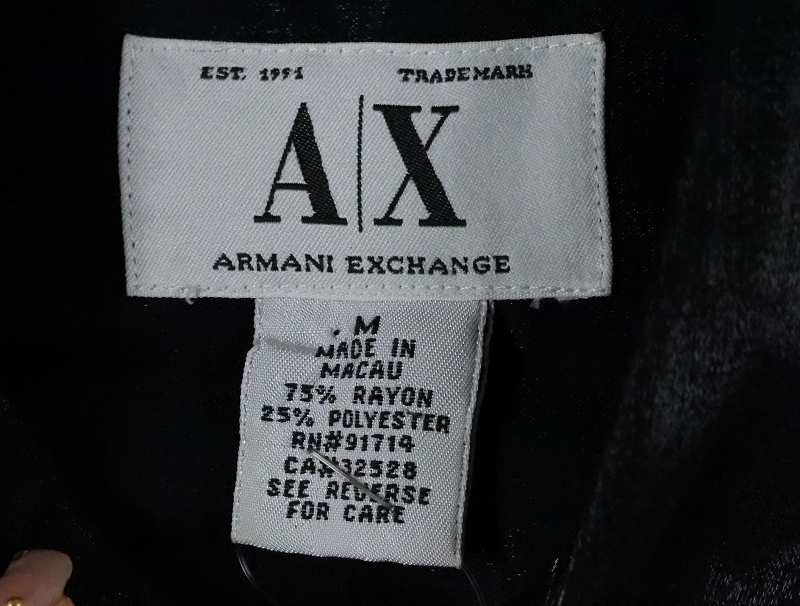 EST. 1991 TRADEMARK
A|X
ARMANI EXCHANGE
M
MADE IN
MACAU
75% RAYON
25% POLYESTER
RN#91714
CA#32528
SEE REVERSE
FOR CARE